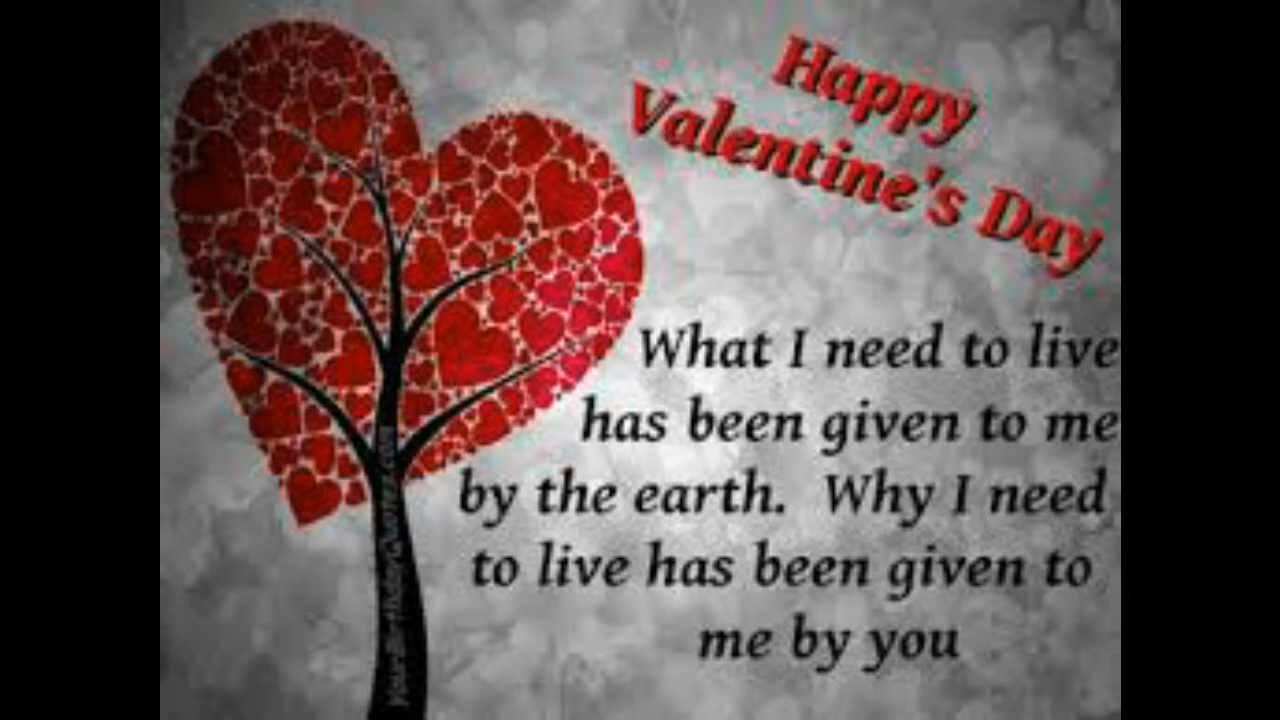 Happy
Valentine's Day
What I need to live
has been given to me
by the earth.  Why I need
to live has been given to
me by you